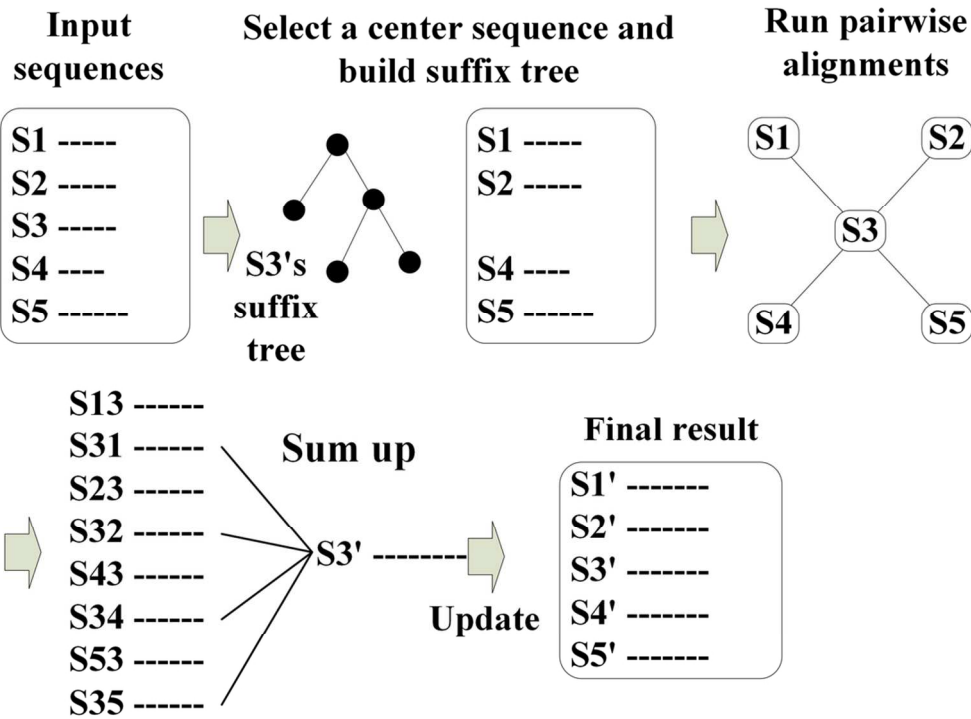 Input
sequences
Select a center sequence and
build suffix tree
Run pairwise
alignments
S1 -----
S2 -----
S3 -----
S4 ----
S5 ------
S3's
suffix
tree
S1 -----
S2 -----
S4 ----
S5 ------
S1
S2
S3
S4
S5
S13 ------
S31 ------
S23 ------
S32 ------
S43 ------
S34 ------
S53 ------
S35 ------
Sum up
S3' --------
Update
Final result
S1' -------
S2' -------
S3' -------
S4' -------
S5' -------